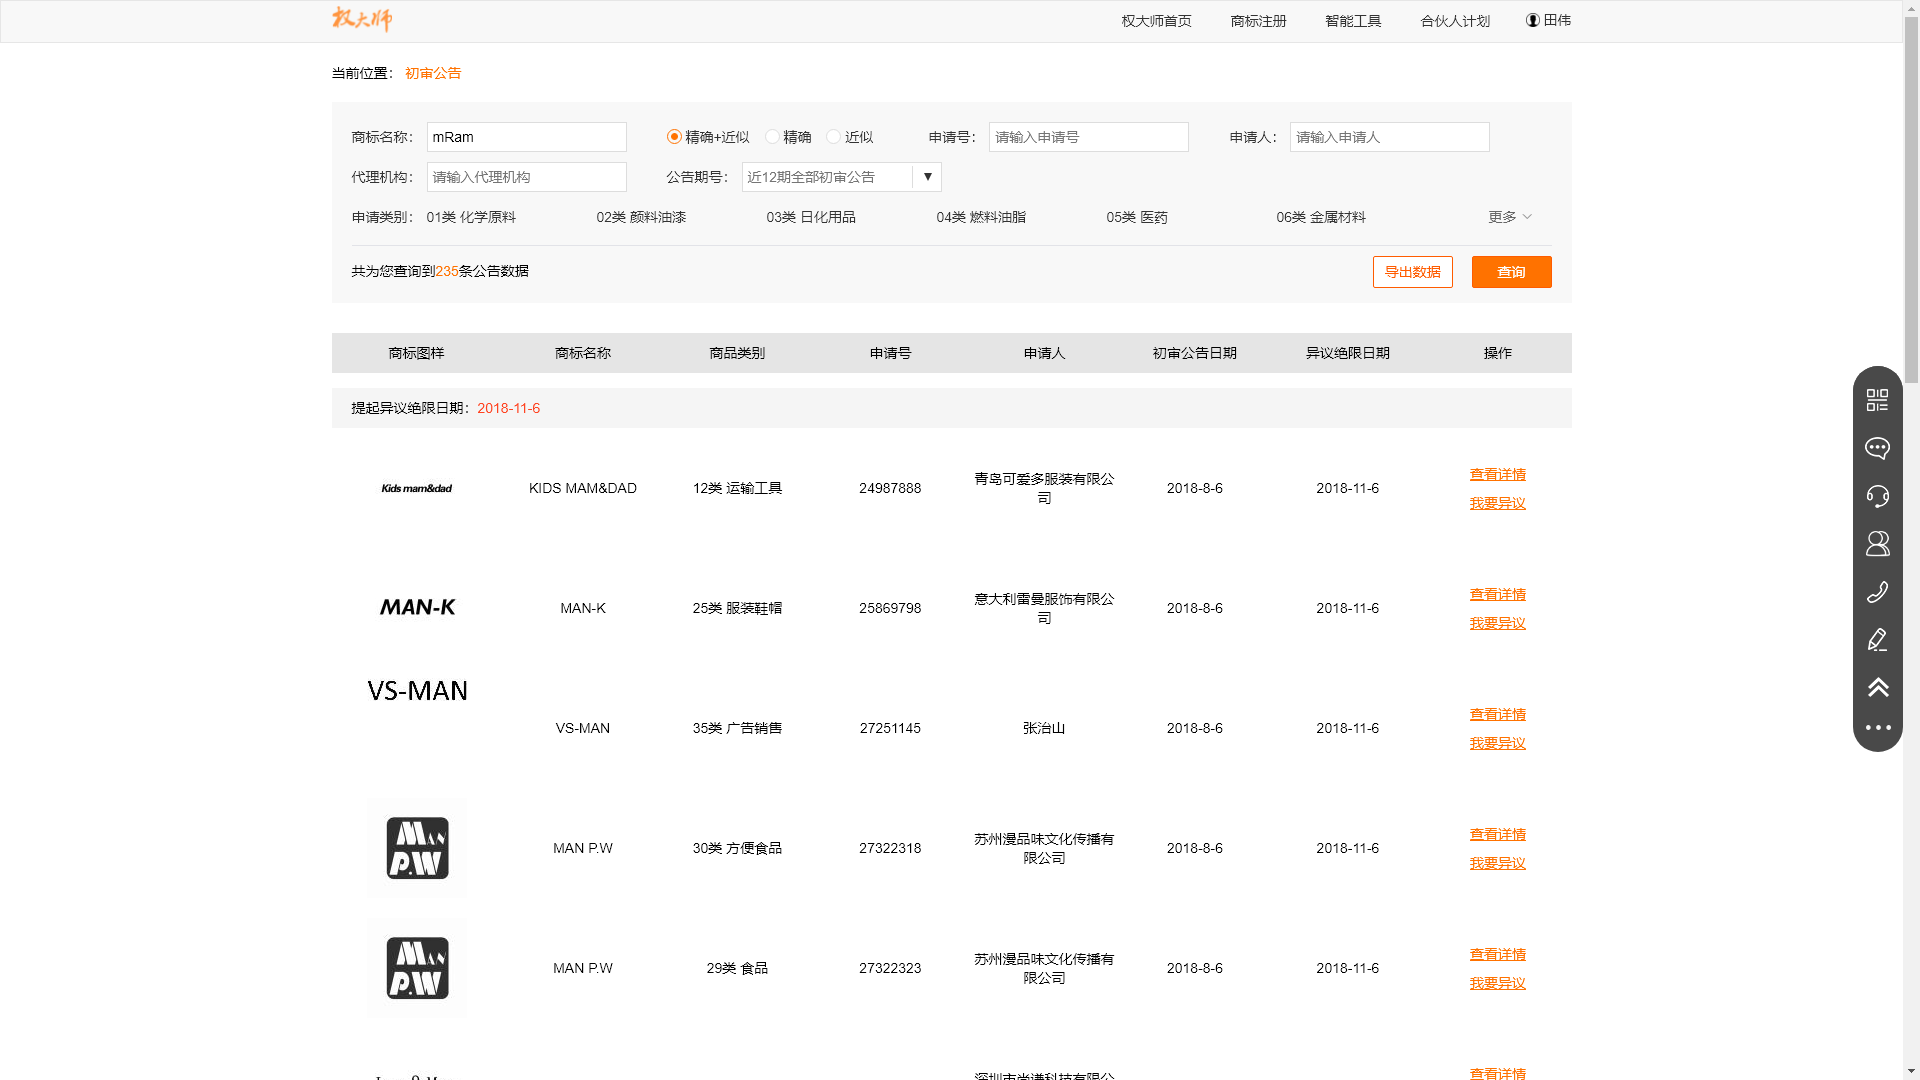 权大师 权大师首页 商标注册 智能工具 合伙人计划 田伟
当前位置： 初审公告
商标名称： mRam 精确+近似 精确 近似 申请号： 请输入申请号 申请人： 请输入申请人
代理机构： 请输入代理机构 公告期号： 近12期全部初审公告 ▼
申请类别： 01类 化学原料 02类 颜料油漆 03类 日化用品 04类 燃料油脂 05类 医药 06类 金属材料 更多
共为您查询到235条公告数据 导出数据 查询
商标图样 商标名称 商品类别 申请号 申请人 初审公告日期 异议绝限日期 操作
提起异议绝限日期：2018-11-6
Kids mam&dad KIDS MAM&DAD 12类 运输工具 24987888 青岛可爱多服装有限公
司 2018-8-6 2018-11-6 查看详情
我要异议
MAN-K MAN-K 25类 服装鞋帽 25869798 意大利雷曼服饰有限公
司 2018-8-6 2018-11-6 查看详情
我要异议
VS-MAN VS-MAN 35类 广告销售 27251145 张治山 2018-8-6 2018-11-6 查看详情
我要异议
MAN
P.W MAN P.W 30类 方便食品 27322318 苏州漫品味文化传播有
限公司 2018-8-6 2018-11-6 查看详情
我要异议
MAN
P.W MAN P.W 29类 食品 27322323 苏州漫品味文化传播有
限公司 2018-8-6 2018-11-6 查看详情
我要异议
深圳市尚谦科技有限公 查看详情